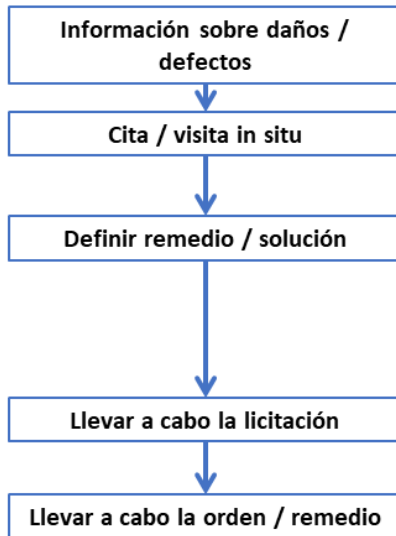 Información sobre daños /
defectos
Cita / visita in situ
Definir remedio / solución
Llevar a cabo la licitación
Llevar a cabo la orden / remedio